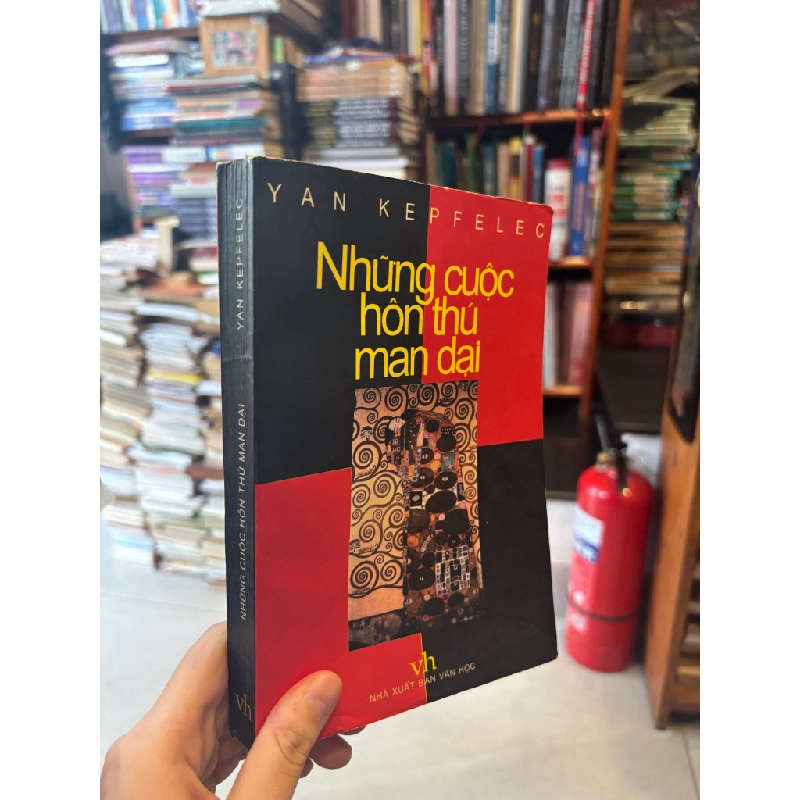 YAN KEPFELEC
Những cuộc
hôn thú
man dại
vh
NHÀ XUẤT BẢN VĂN HỌC
YAN KEPFELEC
NHỮNG CUỘC HÔN THÚ MAN DẠI
vh